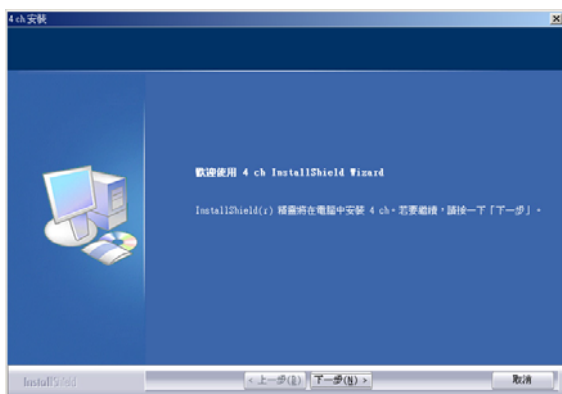 4 ch 安裝
歡迎使用 4 ch InstallShield Wizard
InstallShield(r) 精靈將在電腦中安裝 4 ch。若要繼續，請按一下「下一步」。
InstallShield
< 上一步(B)
下一步(N) >
取消